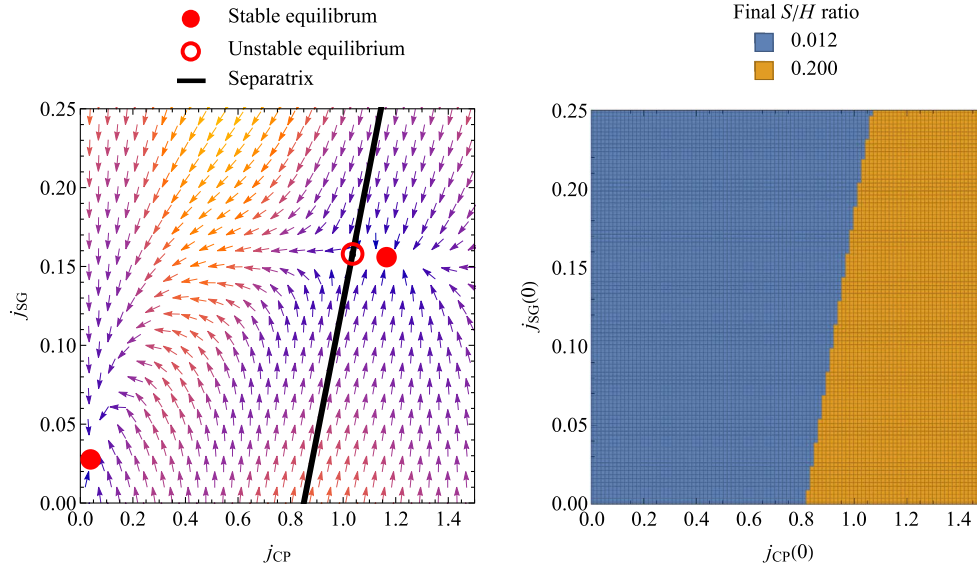 Stable equilibrum
Unstable equilibrium
Separatrix
0.25
0.20
0.15
0.10
0.05
0.00
0.0 0.2 0.4 0.6 0.8 1.0 1.2 1.4
jSG
jCP
Final S/H ratio
0.012
0.200
0.25
0.20
0.15
0.10
0.05
0.00
0.0 0.2 0.4 0.6 0.8 1.0 1.2 1.4
jSG(0)
jCP(0)